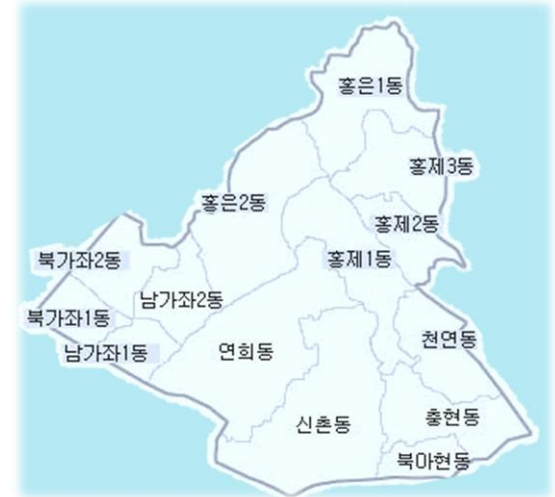 홍은1동
홍제3동
홍은2동
홍제2동
북가좌2동
홍제1동
남가좌2동
북가좌1동
천연동
남가좌1동
연희동
충현동
신촌동
북아현동